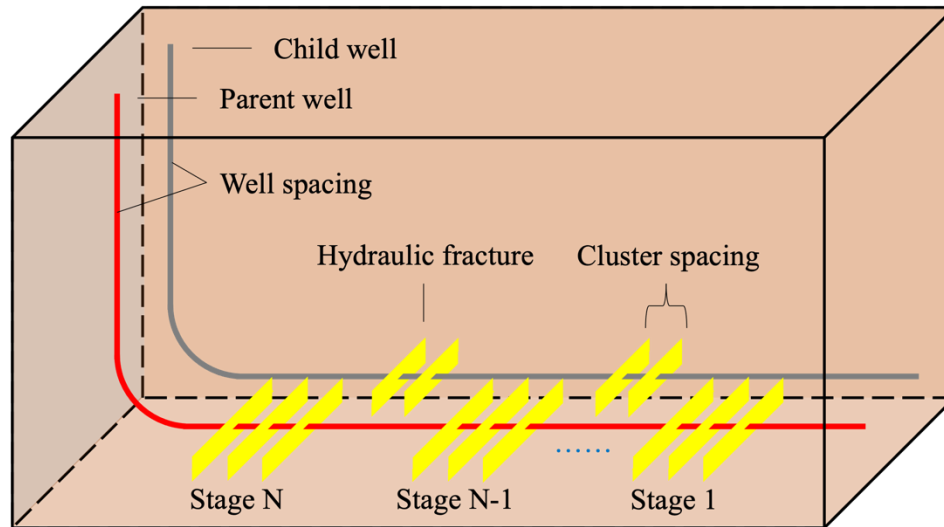 Child well
Parent well
Well spacing
Hydraulic fracture
Cluster spacing
......
Stage N
Stage N-1
Stage 1